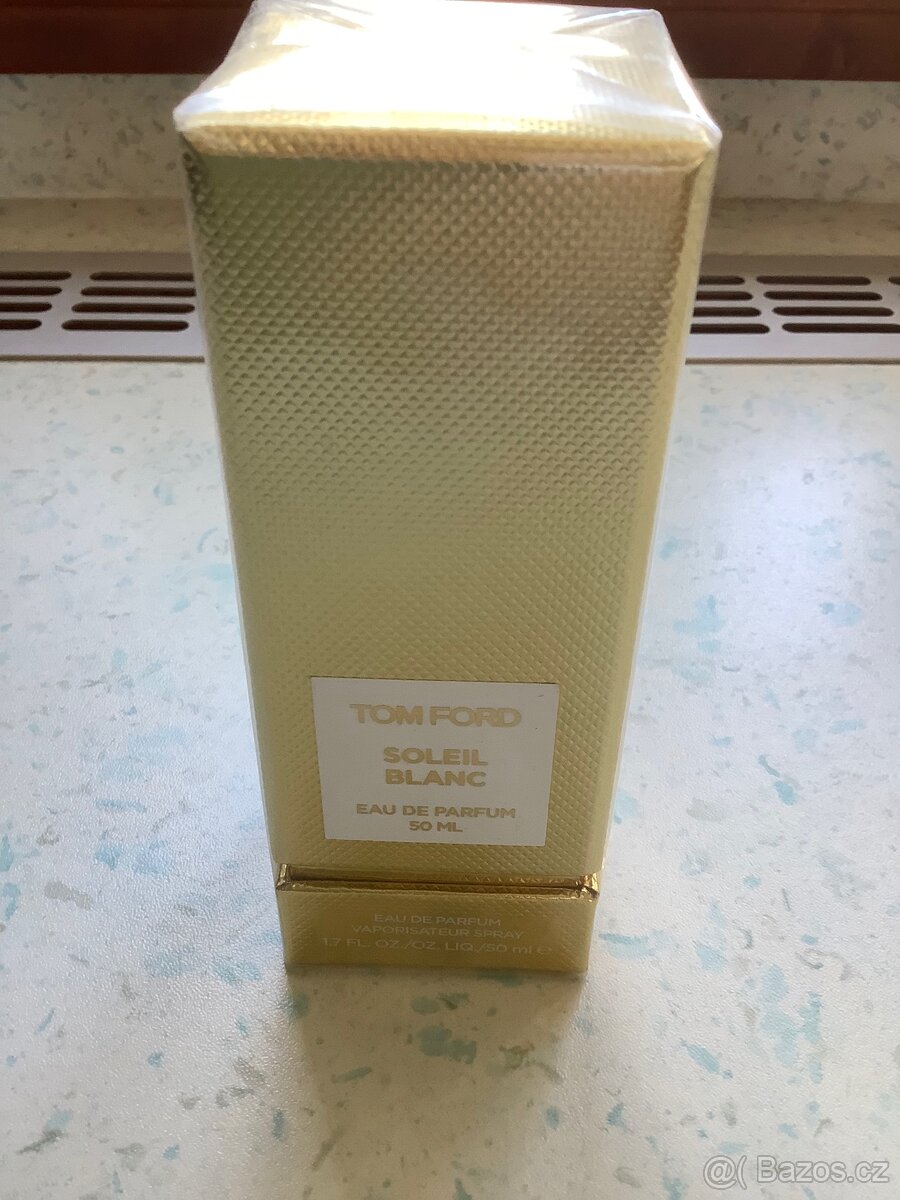 TOM FORD
SOLEIL
BLANC
EAU DE PARFUM
50 ML
EAU DE PARFUM
VAPORISATEUR SPRAY
1.7 FL. OZ./OZ. LIQ./50 ml ℮
@( Bazos.cz